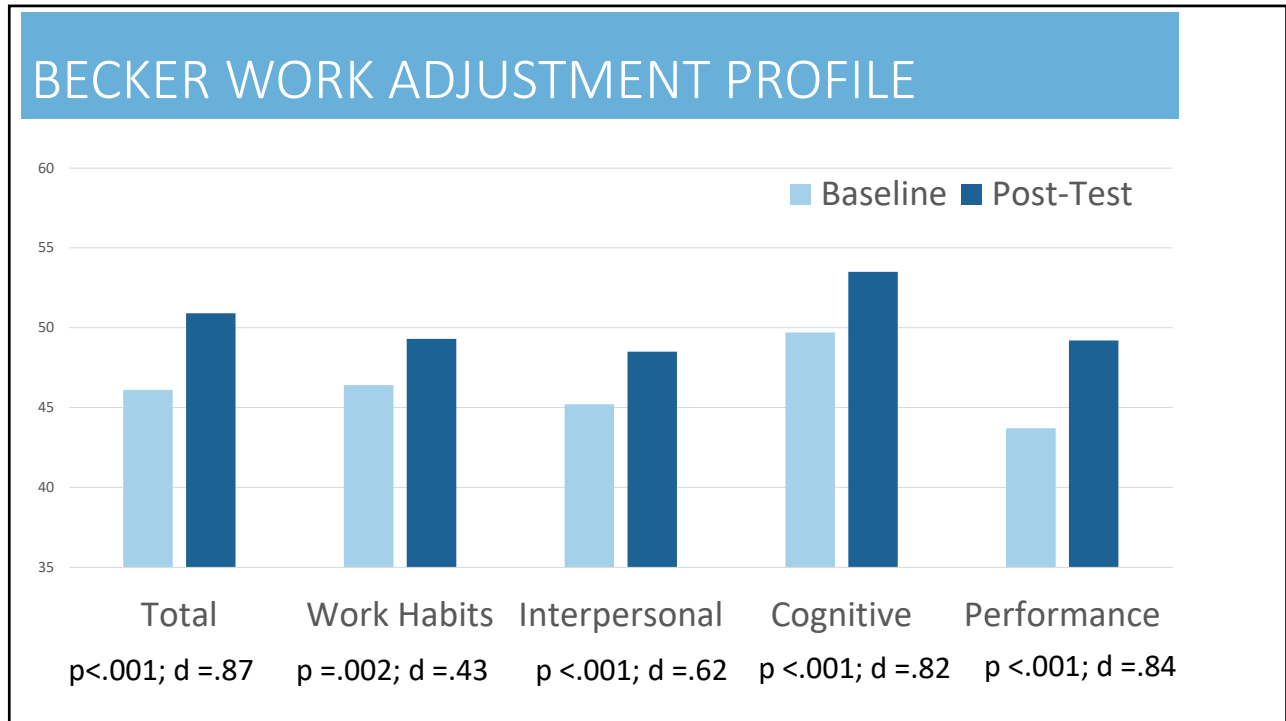 BECKER WORK ADJUSTMENT PROFILE
60
Baseline Post-Test
55
50
45
40
35
Total Work Habits Interpersonal Cognitive Performance
p<.001; d =.87 p =.002; d =.43 p <.001; d =.62 p <.001; d =.82 p <.001; d =.84